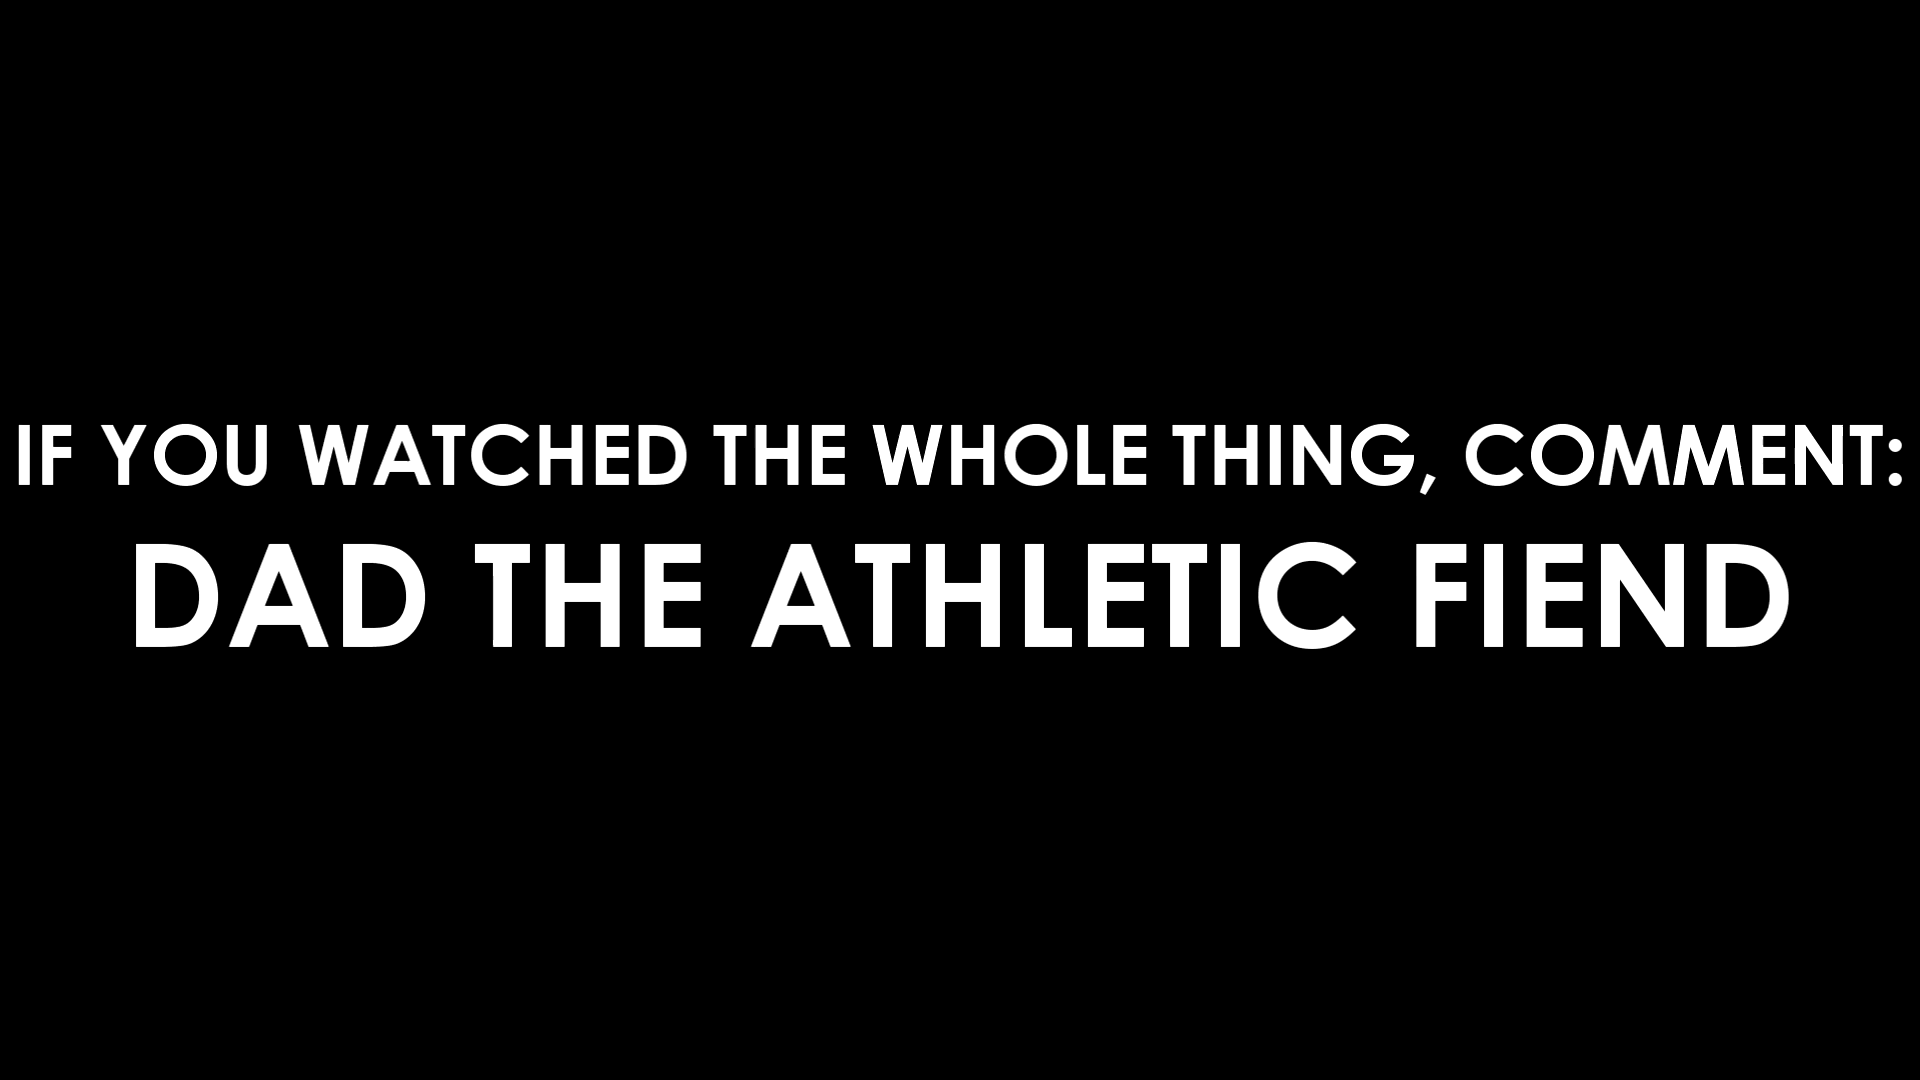 IF YOU WATCHED THE WHOLE THING, COMMENT:
DAD THE ATHLETIC FIEND